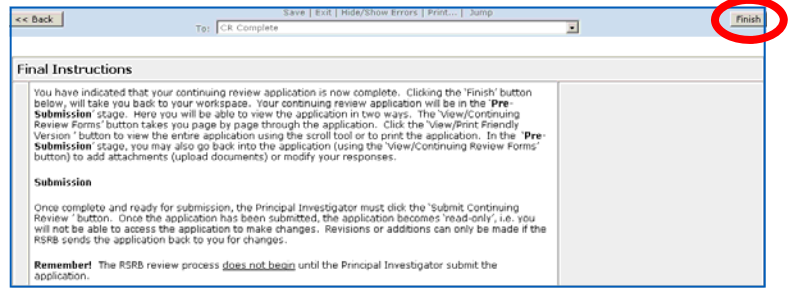 << Back
Save | Exit | Hide/Show Errors | Print... | Jump
To: CR Complete
Finish
Final Instructions
You have indicated that your continuing review application is now complete. Clicking the 'Finish' button
below, will take you back to your workspace. Your continuing review application will be in the 'Pre-
Submission' stage. Here you will be able to view the application in two ways. The 'View/Continuing
Review Forms' button takes you page by page through the application. Click the 'View/Print Friendly
Version ' button to view the entire application using the scroll tool or to print the application. In the 'Pre-
Submission' stage, you may also go back into the application (using the 'View/Continuing Review Forms'
button) to add attachments (upload documents) or modify your responses.
Submission
Once complete and ready for submission, the Principal Investigator must click the 'Submit Continuing
Review ' button. Once the application has been submitted, the application becomes 'read-only', i.e. you
will not be able to access the application to make changes. Revisions or additions can only be made if the
RSRB sends the application back to you for changes.
Remember! The RSRB review process does not begin until the Principal Investigator submit the
application.